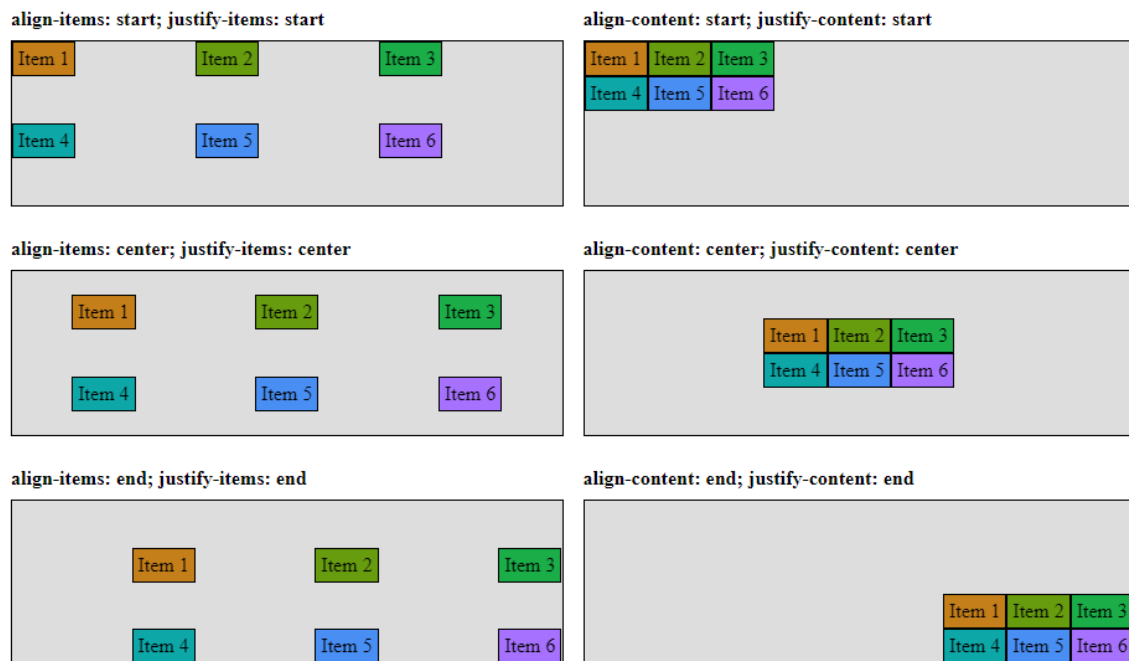 align-items: start; justify-items: start
Item 1 Item 2 Item 3
Item 4 Item 5 Item 6
align-content: start; justify-content: start
Item 1 Item 2 Item 3
Item 4 Item 5 Item 6
align-items: center; justify-items: center
Item 1 Item 2 Item 3
Item 4 Item 5 Item 6
align-content: center; justify-content: center
Item 1 Item 2 Item 3
Item 4 Item 5 Item 6
align-items: end; justify-items: end
Item 1 Item 2 Item 3
Item 4 Item 5 Item 6
align-content: end; justify-content: end
Item 1 Item 2 Item 3
Item 4 Item 5 Item 6